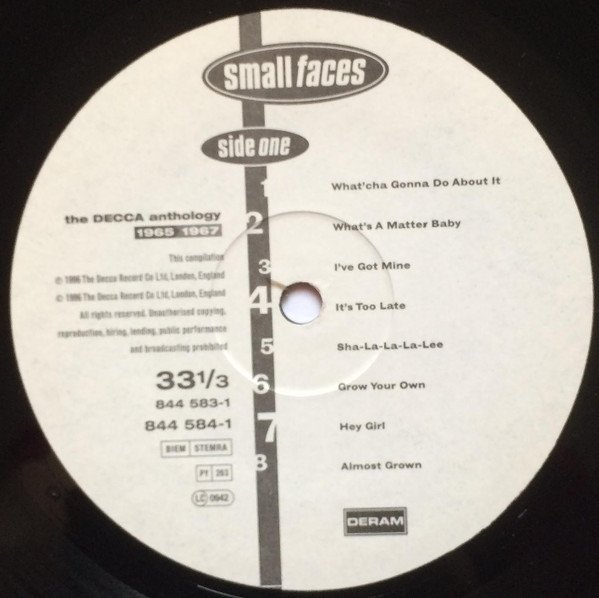 small faces
side one
the DECCA anthology
1965 1967
This compilation
℗ 1996 The Decca Record Co Ltd, London, England
© 1996 The Decca Record Co Ltd, London, England
All rights reserved. Unauthorised copying,
reproduction, hiring, lending, public performance
and broadcasting prohibited
33 1/3
844 583-1
844 584-1
BIEM STEMRA
PY 263
LC 0942
1 What'cha Gonna Do About It
2 What's A Matter Baby
3 I've Got Mine
4 It's Too Late
5 Sha-La-La-La-Lee
6 Grow Your Own
7 Hey Girl
8 Almost Grown
DERAM